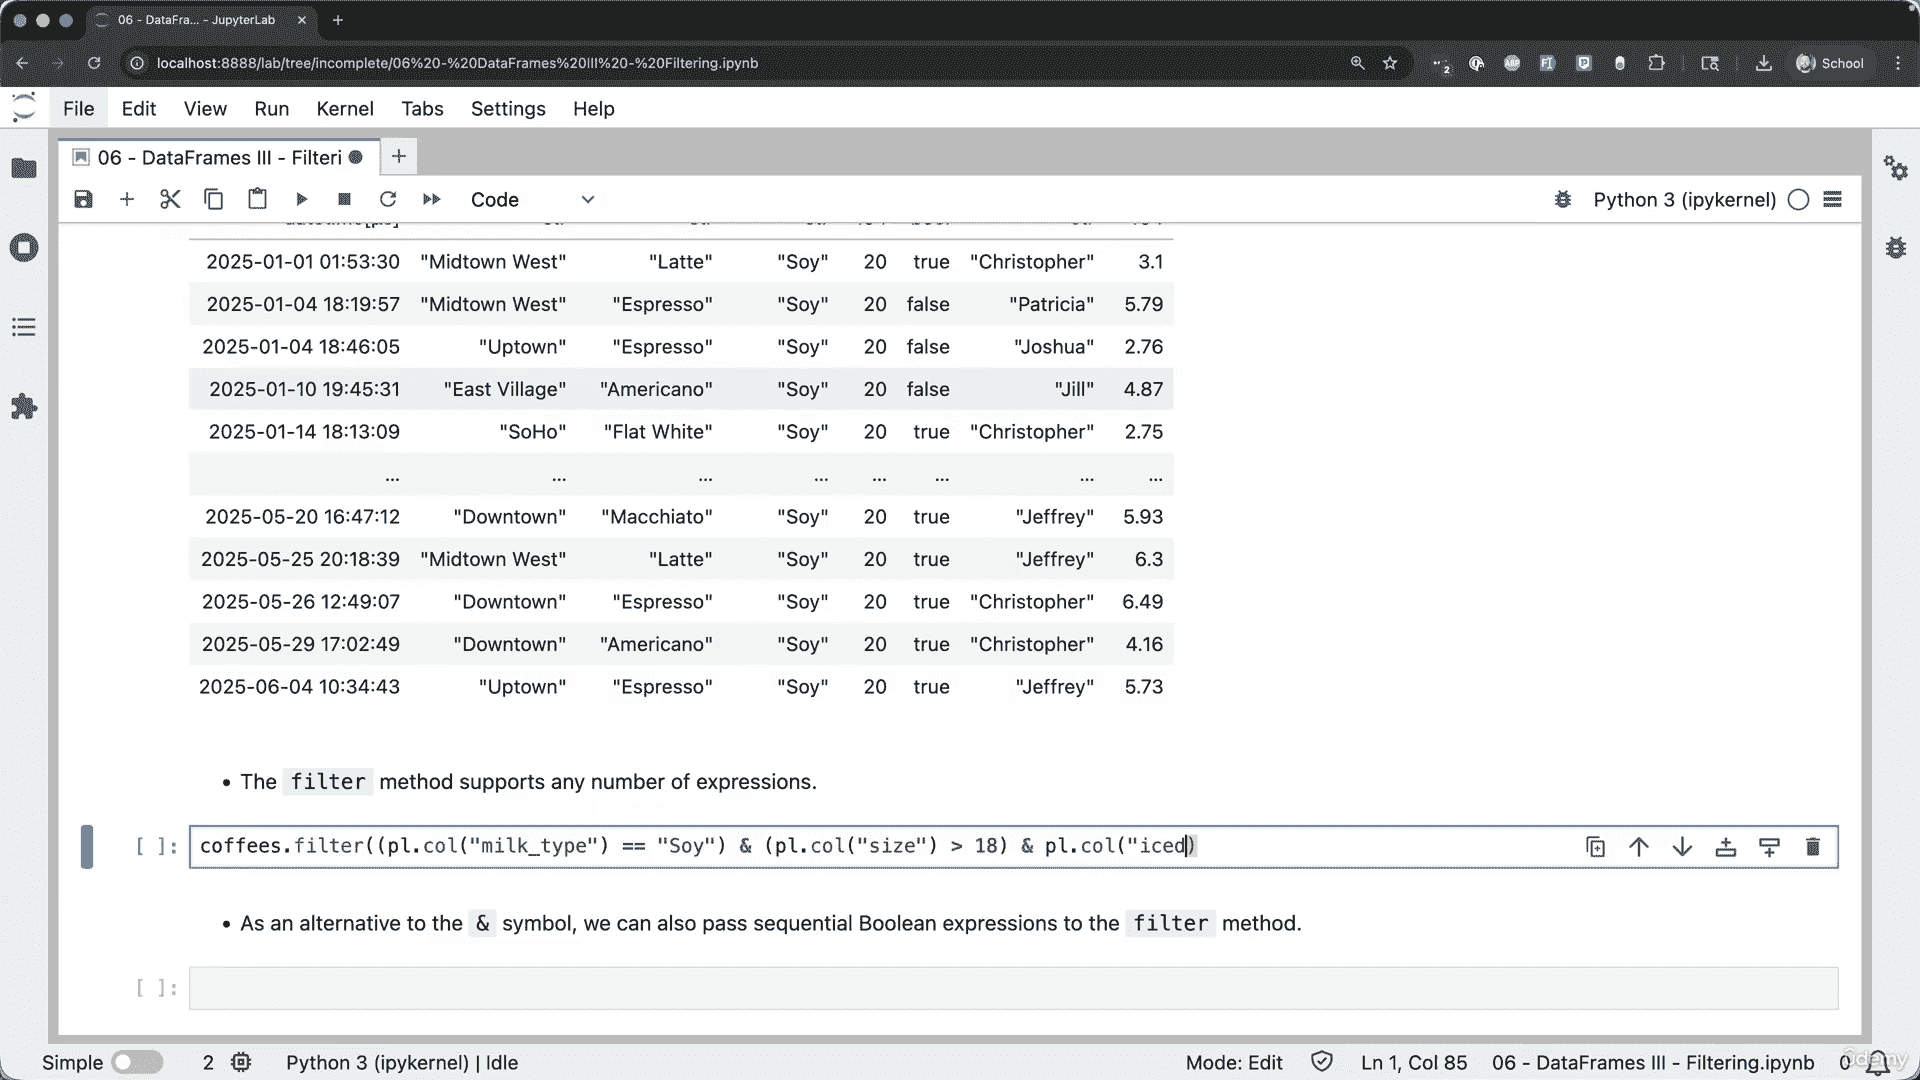 06 - DataFra... - JupyterLab
localhost:8888/lab/tree/incomplete/06%20-%20DataFrames%20III%20-%20Filtering.ipynb
2
ABP
School
File Edit View Run Kernel Tabs Settings Help
06 - DataFrames III - Filteri
Code
Python 3 (ipykernel)
2025-01-01 01:53:30 "Midtown West" "Latte" "Soy" 20 true "Christopher" 3.1
2025-01-04 18:19:57 "Midtown West" "Espresso" "Soy" 20 false "Patricia" 5.79
2025-01-04 18:46:05 "Uptown" "Espresso" "Soy" 20 false "Joshua" 2.76
2025-01-10 19:45:31 "East Village" "Americano" "Soy" 20 false "Jill" 4.87
2025-01-14 18:13:09 "SoHo" "Flat White" "Soy" 20 true "Christopher" 2.75
… … … … … … … …
2025-05-20 16:47:12 "Downtown" "Macchiato" "Soy" 20 true "Jeffrey" 5.93
2025-05-25 20:18:39 "Midtown West" "Latte" "Soy" 20 true "Jeffrey" 6.3
2025-05-26 12:49:07 "Downtown" "Espresso" "Soy" 20 true "Christopher" 6.49
2025-05-29 17:02:49 "Downtown" "Americano" "Soy" 20 true "Christopher" 4.16
2025-06-04 10:34:43 "Uptown" "Espresso" "Soy" 20 true "Jeffrey" 5.73
• The filter method supports any number of expressions.
[ ]: coffees.filter((pl.col("milk_type") == "Soy") & (pl.col("size") > 18) & pl.col("iced)
• As an alternative to the & symbol, we can also pass sequential Boolean expressions to the filter method.
[ ]:
Simple 2 Python 3 (ipykernel) | Idle Mode: Edit Ln 1, Col 85 06 - DataFrames III - Filtering.ipynb 0
ûdemy